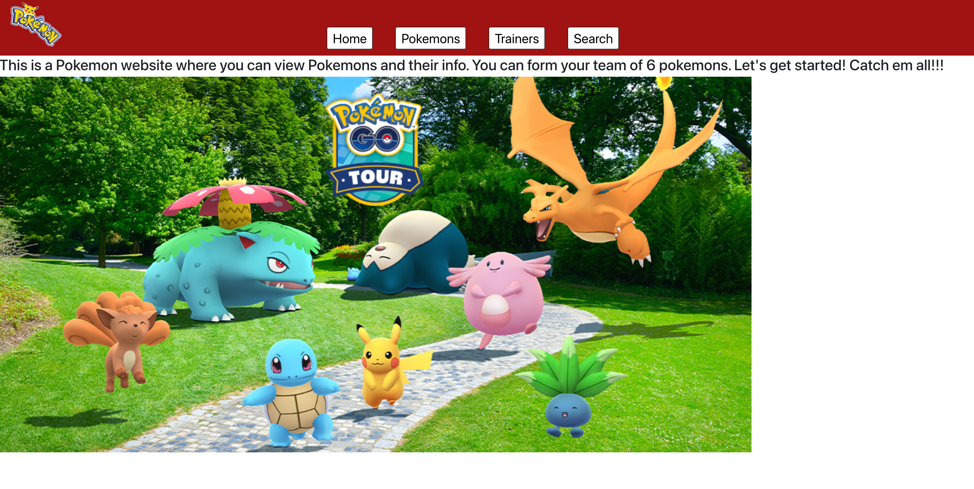 Pokémon
Home
Pokemons
Trainers
Search
This is a Pokemon website where you can view Pokemons and their info. You can form your team of 6 pokemons. Let's get started! Catch em all!!!
Pokémon
GO
TOUR